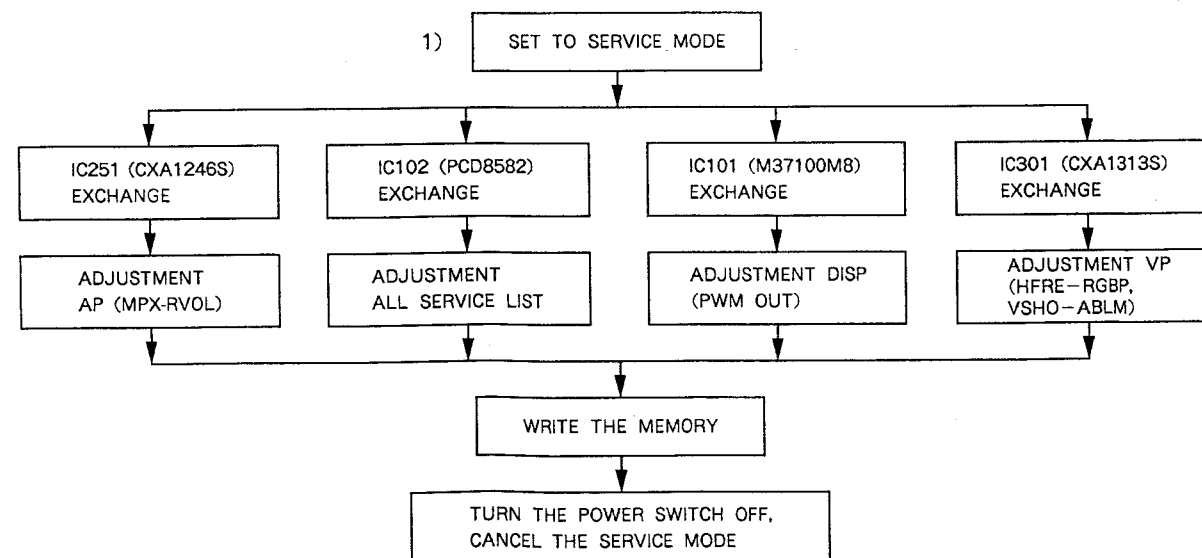 1)
SET TO SERVICE MODE
IC251 (CXA1246S)
EXCHANGE
IC102 (PCD8582)
EXCHANGE
IC101 (M37100M8)
EXCHANGE
IC301 (CXA1313S)
EXCHANGE
ADJUSTMENT
AP (MPX-RVOL)
ADJUSTMENT
ALL SERVICE LIST
ADJUSTMENT DISP
(PWM OUT)
ADJUSTMENT VP
(HFRE-RGBP,
VSHO-ABLM)
WRITE THE MEMORY
TURN THE POWER SWITCH OFF,
CANCEL THE SERVICE MODE